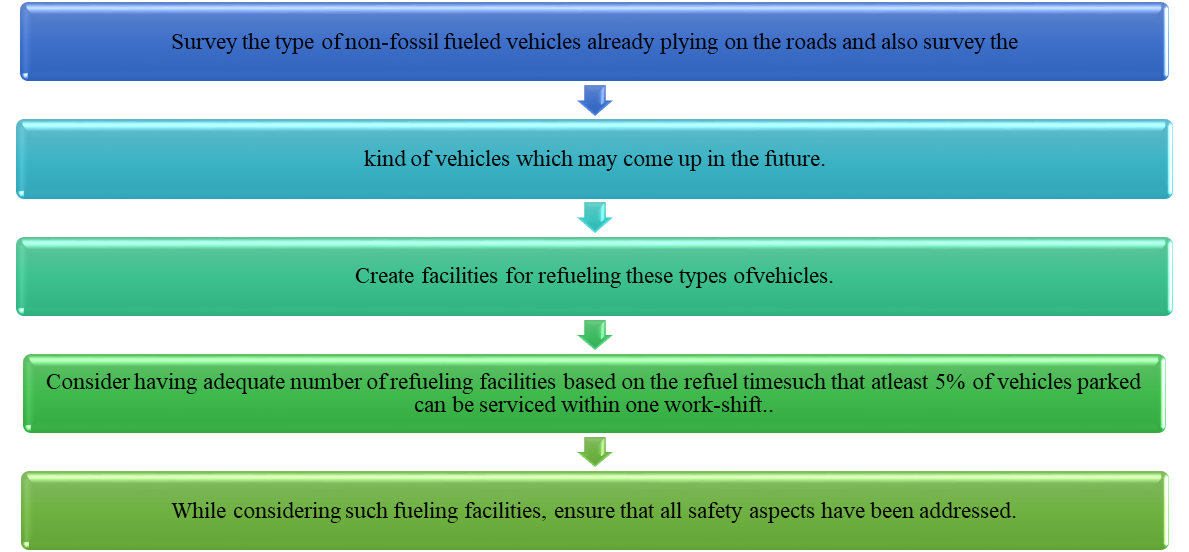 Survey the type of non-fossil fueled vehicles already plying on the roads and also survey the
kind of vehicles which may come up in the future.
Create facilities for refueling these types ofvehicles.
Consider having adequate number of refueling facilities based on the refuel timesuch that atleast 5% of vehicles parked
can be serviced within one work-shift..
While considering such fueling facilities, ensure that all safety aspects have been addressed.